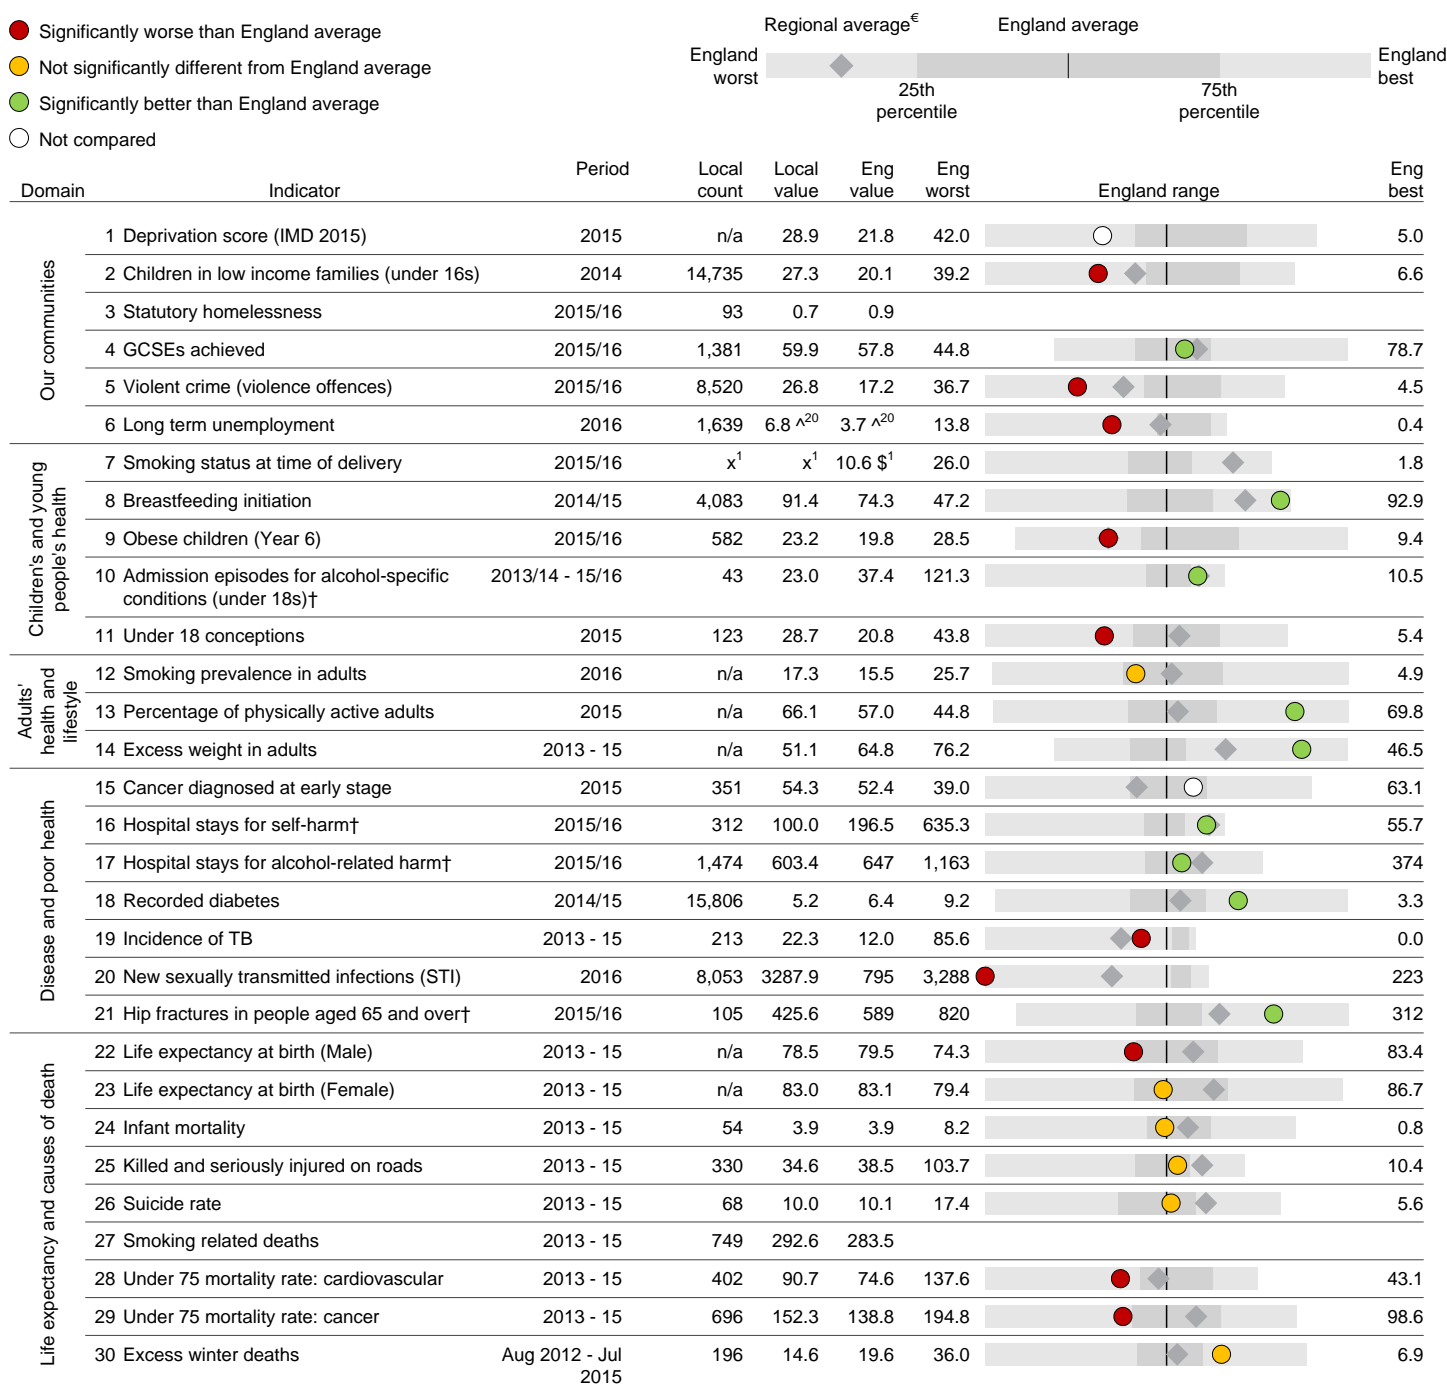 Significantly worse than England average
Not significantly different from England average
Significantly better than England average
Not compared
Regional average€ England average
England worst England best
25th percentile 75th percentile
Domain Indicator Period Local count Local value Eng value Eng worst England range Eng best
Our communities
1 Deprivation score (IMD 2015) 2015 n/a 28.9 21.8 42.0 5.0
2 Children in low income families (under 16s) 2014 14,735 27.3 20.1 39.2 6.6
3 Statutory homelessness 2015/16 93 0.7 0.9
4 GCSEs achieved 2015/16 1,381 59.9 57.8 44.8 78.7
5 Violent crime (violence offences) 2015/16 8,520 26.8 17.2 36.7 4.5
6 Long term unemployment 2016 1,639 6.8 ^20 3.7 ^20 13.8 0.4
Children's and young people's health
7 Smoking status at time of delivery 2015/16 x1 x1 10.6 $1 26.0 1.8
8 Breastfeeding initiation 2014/15 4,083 91.4 74.3 47.2 92.9
9 Obese children (Year 6) 2015/16 582 23.2 19.8 28.5 9.4
10 Admission episodes for alcohol-specific 2013/14 - 15/16 43 23.0 37.4 121.3 10.5
conditions (under 18s)†
11 Under 18 conceptions 2015 123 28.7 20.8 43.8 5.4
Adults' health and lifestyle
12 Smoking prevalence in adults 2016 n/a 17.3 15.5 25.7 4.9
13 Percentage of physically active adults 2015 n/a 66.1 57.0 44.8 69.8
14 Excess weight in adults 2013 - 15 n/a 51.1 64.8 76.2 46.5
Disease and poor health
15 Cancer diagnosed at early stage 2015 351 54.3 52.4 39.0 63.1
16 Hospital stays for self-harm† 2015/16 312 100.0 196.5 635.3 55.7
17 Hospital stays for alcohol-related harm† 2015/16 1,474 603.4 647 1,163 374
18 Recorded diabetes 2014/15 15,806 5.2 6.4 9.2 3.3
19 Incidence of TB 2013 - 15 213 22.3 12.0 85.6 0.0
20 New sexually transmitted infections (STI) 2016 8,053 3287.9 795 3,288 223
21 Hip fractures in people aged 65 and over† 2015/16 105 425.6 589 820 312
Life expectancy and causes of death
22 Life expectancy at birth (Male) 2013 - 15 n/a 78.5 79.5 74.3 83.4
23 Life expectancy at birth (Female) 2013 - 15 n/a 83.0 83.1 79.4 86.7
24 Infant mortality 2013 - 15 54 3.9 3.9 8.2 0.8
25 Killed and seriously injured on roads 2013 - 15 330 34.6 38.5 103.7 10.4
26 Suicide rate 2013 - 15 68 10.0 10.1 17.4 5.6
27 Smoking related deaths 2013 - 15 749 292.6 283.5
28 Under 75 mortality rate: cardiovascular 2013 - 15 402 90.7 74.6 137.6 43.1
29 Under 75 mortality rate: cancer 2013 - 15 696 152.3 138.8 194.8 98.6
30 Excess winter deaths Aug 2012 - Jul 2015 196 14.6 19.6 36.0 6.9